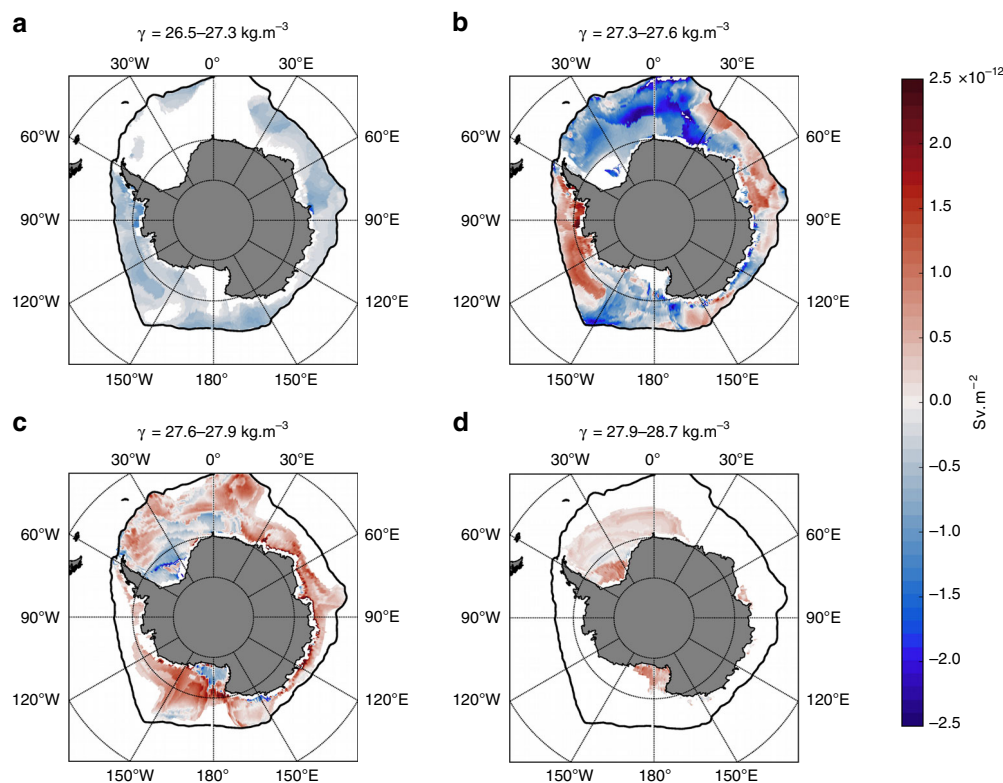 a
γ = 26.5–27.3 kg.m⁻³
30°W 0° 30°E
60°W 60°E
90°W 90°E
120°W 120°E
150°W 180° 150°E
b
γ = 27.3–27.6 kg.m⁻³
30°W 0° 30°E
60°W 60°E
90°W 90°E
120°W 120°E
150°W 180° 150°E
c
γ = 27.6–27.9 kg.m⁻³
30°W 0° 30°E
60°W 60°E
90°W 90°E
120°W 120°E
150°W 180° 150°E
d
γ = 27.9–28.7 kg.m⁻³
30°W 0° 30°E
60°W 60°E
90°W 90°E
120°W 120°E
150°W 180° 150°E
2.5 ×10⁻¹²
2.0
1.5
1.0
0.5
0.0
−0.5
−1.0
−1.5
−2.0
−2.5
Sv.m⁻²